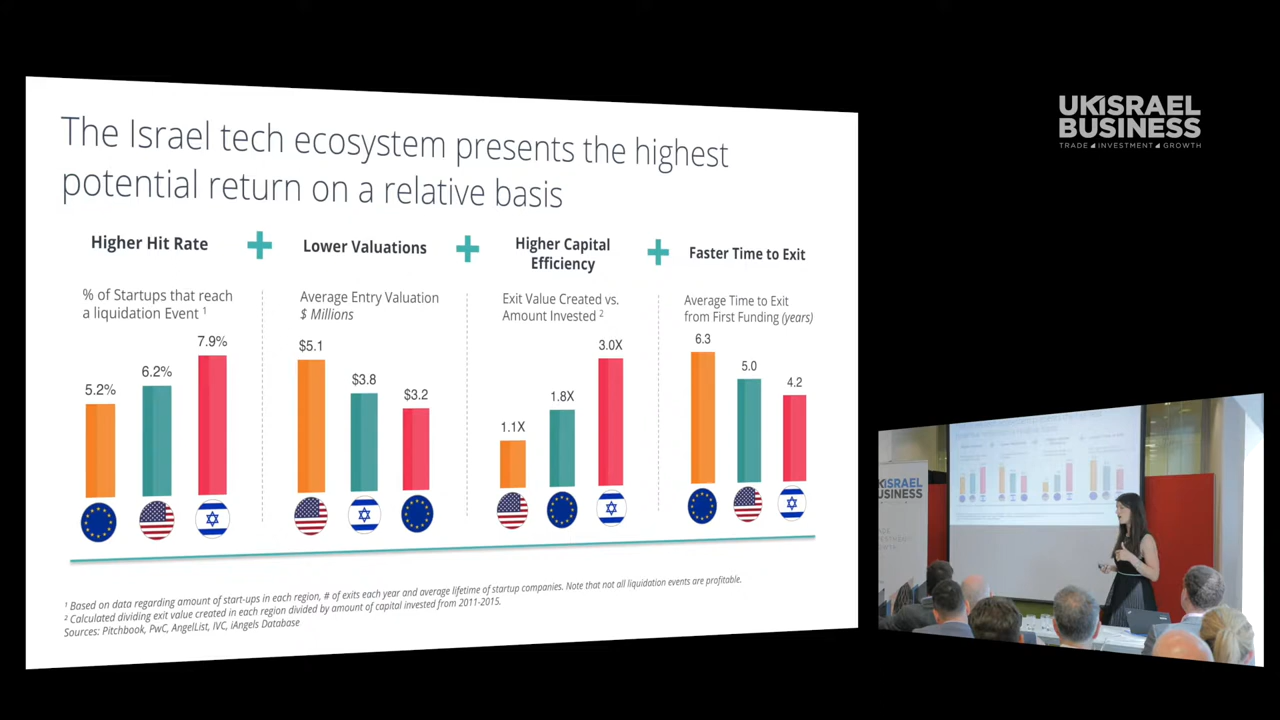 UKISRAEL
BUSINESS
TRADE INVESTMENT GROWTH
The Israel tech ecosystem presents the highest
potential return on a relative basis
Higher Hit Rate
+
Lower Valuations
+
Higher Capital
Efficiency
+
Faster Time to Exit
% of Startups that reach
a liquidation Event 1
5.2%
6.2%
7.9%
Average Entry Valuation
$ Millions
$5.1
$3.8
$3.2
Exit Value Created vs.
Amount Invested 2
1.1X
1.8X
3.0X
Average Time to Exit
from First Funding (years)
6.3
5.0
4.2
1 Based on data regarding amount of start-ups in each region, # of exits each year and average lifetime of startup companies. Note that not all liquidation events are profitable.
2 Calculated dividing exit value created in each region divided by amount of capital invested from 2011-2015.
Sources: Pitchbook, PwC, AngelList, IVC, iAngels Database
KISRAEL
USINESS